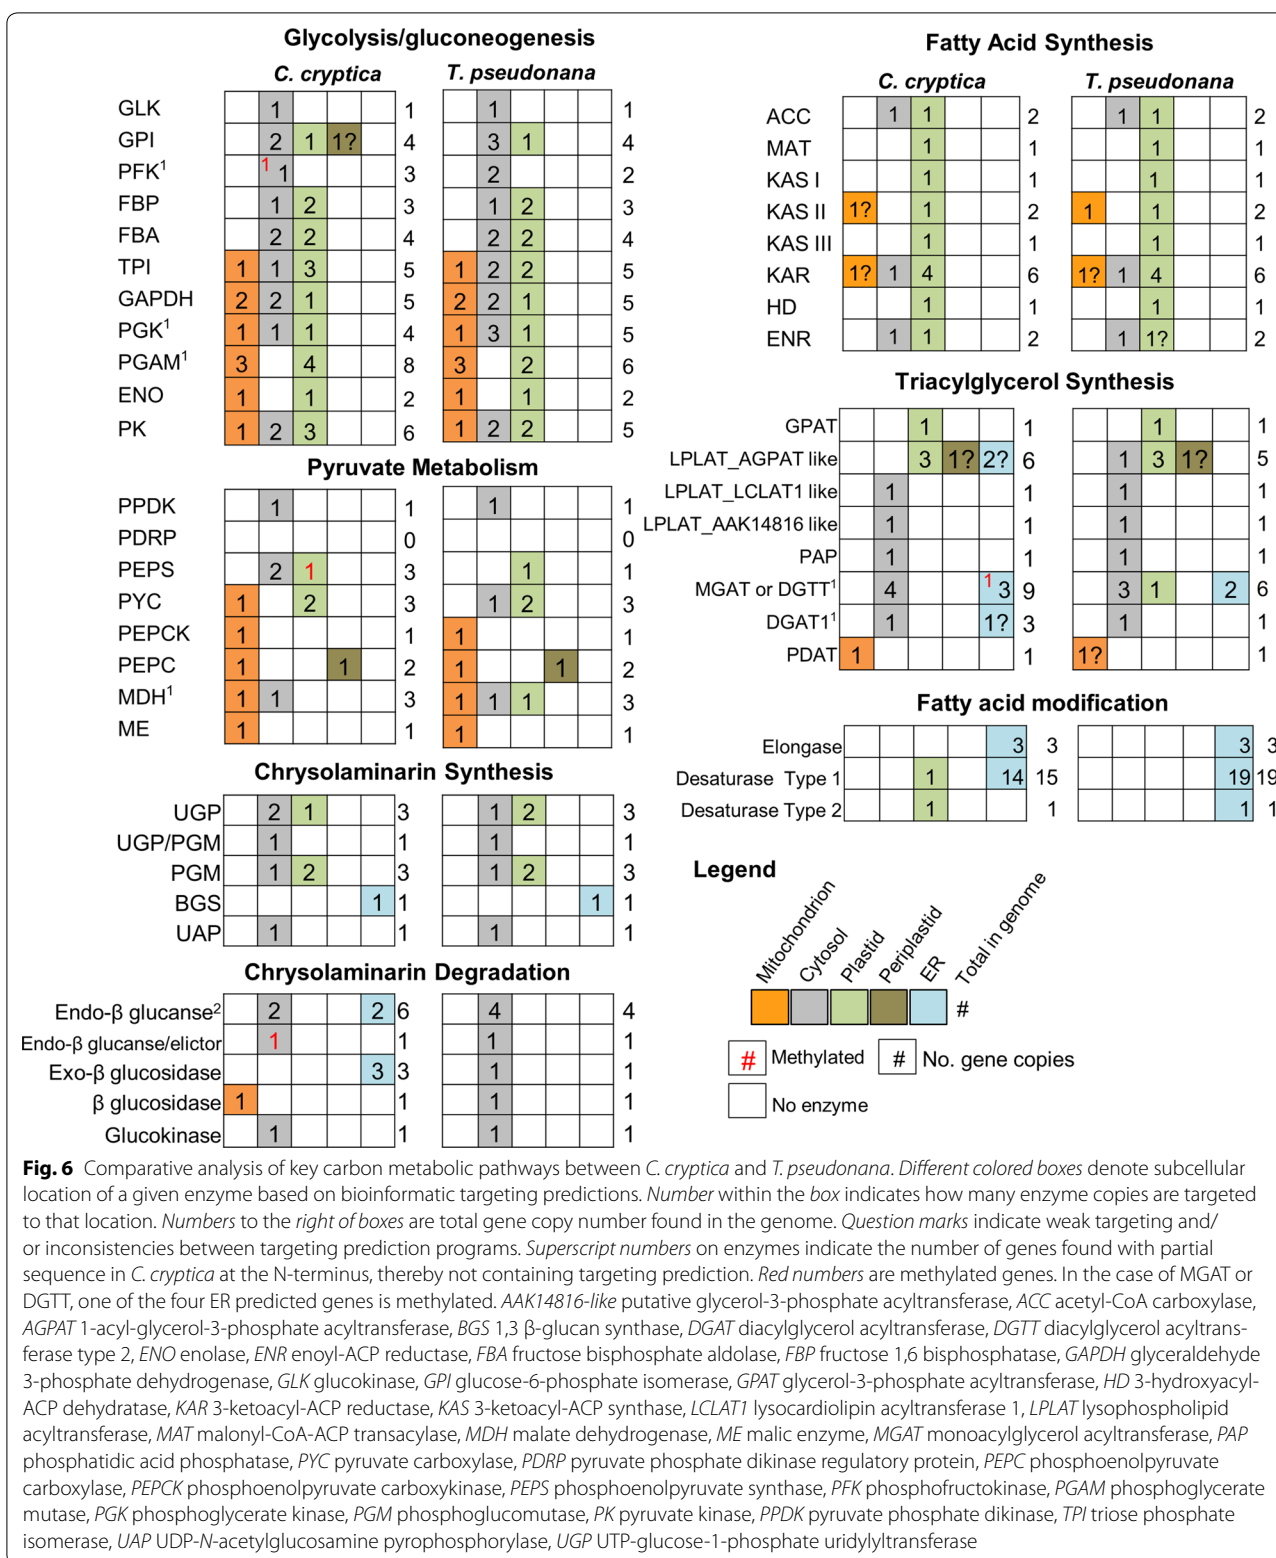 Glycolysis/gluconeogenesis
C. cryptica T. pseudonana
GLK 1 1 1 1
GPI 2 1 1? 4 3 1 4
PFK1 1 1 3 2 2
FBP 1 2 3 1 2 3
FBA 2 2 4 2 2 4
TPI 1 1 3 5 1 2 2 5
GAPDH 2 2 1 5 2 2 1 5
PGK1 1 1 1 4 1 3 1 5
PGAM1 3 4 8 3 2 6
ENO 1 1 2 1 1 2
PK 1 2 3 6 1 2 2 5
Pyruvate Metabolism
PPDK 1 1 1 1
PDRP 0 0
PEPS 2 1 3 1 1
PYC 1 2 3 1 2 3
PEPCK 1 1 1 1
PEPC 1 1 2 1 1 2
MDH1 1 1 3 1 1 1 3
ME 1 1 1 1
Chrysolaminarin Synthesis
UGP 2 1 3 1 2 3
UGP/PGM 1 1 1 1
PGM 1 2 3 1 2 3
BGS 1 1 1 1
UAP 1 1 1 1
Chrysolaminarin Degradation
Endo-β glucanse2 2 2 6 4 4
Endo-β glucanse/elictor 1 1 1 1
Exo-β glucosidase 3 3 1 1
β glucosidase 1 1 1 1
Glucokinase 1 1 1 1
Fatty Acid Synthesis
C. cryptica T. pseudonana
ACC 1 1 2 1 1 2
MAT 1 1 1 1
KAS I 1 1 1 1
KAS II 1? 1 2 1 1 2
KAS III 1 1 1 1
KAR 1? 1 4 6 1? 1 4 6
HD 1 1 1 1
ENR 1 1 2 1 1? 2
Triacylglycerol Synthesis
GPAT 1 1 1 1
LPLAT_AGPAT like 3 1? 2? 6 1 3 1? 5
LPLAT_LCLAT1 like 1 1 1 1
LPLAT_AAK14816 like 1 1 1 1
PAP 1 1 1 1
MGAT or DGTT1 4 1 3 9 3 1 2 6
DGAT11 1 1? 3 1 1
PDAT 1 1 1? 1
Fatty acid modification
Elongase 3 3 3 3
Desaturase Type 1 1 14 15 19 19
Desaturase Type 2 1 1 1 1
Legend
Mitochondrion Cytosol Plastid Periplastid ER Total in genome
#
# Methylated # No. gene copies
No enzyme
Fig. 6 Comparative analysis of key carbon metabolic pathways between C. cryptica and T. pseudonana. Different colored boxes denote subcellular
location of a given enzyme based on bioinformatic targeting predictions. Number within the box indicates how many enzyme copies are targeted
to that location. Numbers to the right of boxes are total gene copy number found in the genome. Question marks indicate weak targeting and/
or inconsistencies between targeting prediction programs. Superscript numbers on enzymes indicate the number of genes found with partial
sequence in C. cryptica at the N-terminus, thereby not containing targeting prediction. Red numbers are methylated genes. In the case of MGAT or
DGTT, one of the four ER predicted genes is methylated. AAK14816-like putative glycerol-3-phosphate acyltransferase, ACC acetyl-CoA carboxylase,
AGPAT 1-acyl-glycerol-3-phosphate acyltransferase, BGS 1,3 β-glucan synthase, DGAT diacylglycerol acyltransferase, DGTT diacylglycerol acyltrans-
ferase type 2, ENO enolase, ENR enoyl-ACP reductase, FBA fructose bisphosphate aldolase, FBP fructose 1,6 bisphosphatase, GAPDH glyceraldehyde
3-phosphate dehydrogenase, GLK glucokinase, GPI glucose-6-phosphate isomerase, GPAT glycerol-3-phosphate acyltransferase, HD 3-hydroxyacyl-
ACP dehydratase, KAR 3-ketoacyl-ACP reductase, KAS 3-ketoacyl-ACP synthase, LCLAT1 lysocardiolipin acyltransferase 1, LPLAT lysophospholipid
acyltransferase, MAT malonyl-CoA-ACP transacylase, MDH malate dehydrogenase, ME malic enzyme, MGAT monoacylglycerol acyltransferase, PAP
phosphatidic acid phosphatase, PYC pyruvate carboxylase, PDRP pyruvate phosphate dikinase regulatory protein, PEPC phosphoenolpyruvate
carboxylase, PEPCK phosphoenolpyruvate carboxykinase, PEPS phosphoenolpyruvate synthase, PFK phosphofructokinase, PGAM phosphoglycerate
mutase, PGK phosphoglycerate kinase, PGM phosphoglucomutase, PK pyruvate kinase, PPDK pyruvate phosphate dikinase, TPI triose phosphate
isomerase, UAP UDP-N-acetylglucosamine pyrophosphorylase, UGP UTP-glucose-1-phosphate uridylyltransferase